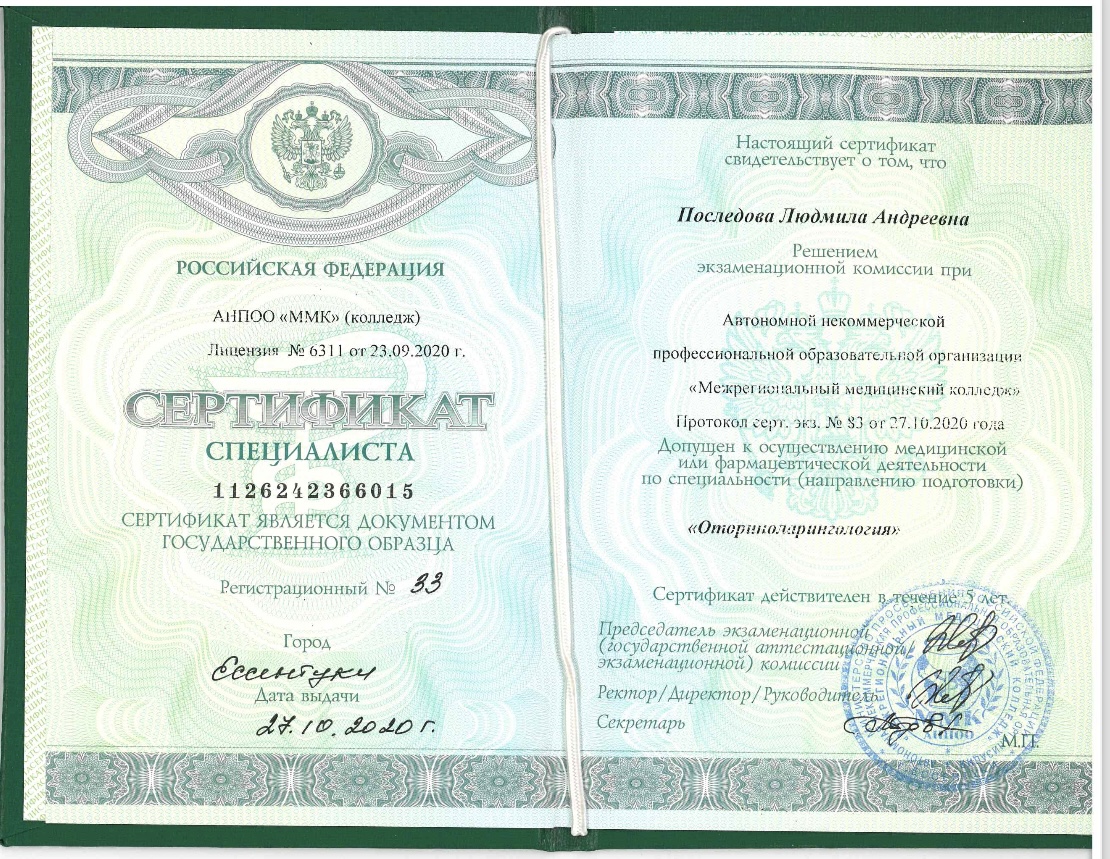 РОССИЙСКАЯ ФЕДЕРАЦИЯ
АНПОО «ММК» (колледж)
Лицензия № 6311 от 23.09.2020 г.
СЕРТИФИКАТ
СПЕЦИАЛИСТА
1126242366015
СЕРТИФИКАТ ЯВЛЯЕТСЯ ДОКУМЕНТОМ
ГОСУДАРСТВЕННОГО ОБРАЗЦА
Регистрационный № 33
Город
Ессентуки
Дата выдачи
27.10.2020 г.
Настоящий сертификат
свидетельствует о том, что
Последова Людмила Андреевна
Решением
экзаменационной комиссии при
Автономной некоммерческой
профессиональной образовательной организации
«Межрегиональный медицинский колледж»
Протокол серт. экз. № 83 от 27.10.2020 года
Допущен к осуществлению медицинской
или фармацевтической деятельности
по специальности (направлению подготовки)
«Оториноларингология»
Сертификат действителен в течение 5 лет.
Председатель экзаменационной
(государственной аттестационной/
экзаменационной) комиссии
Ректор/Директор/Руководитель
Секретарь
М.П.
ММК
АНПОО